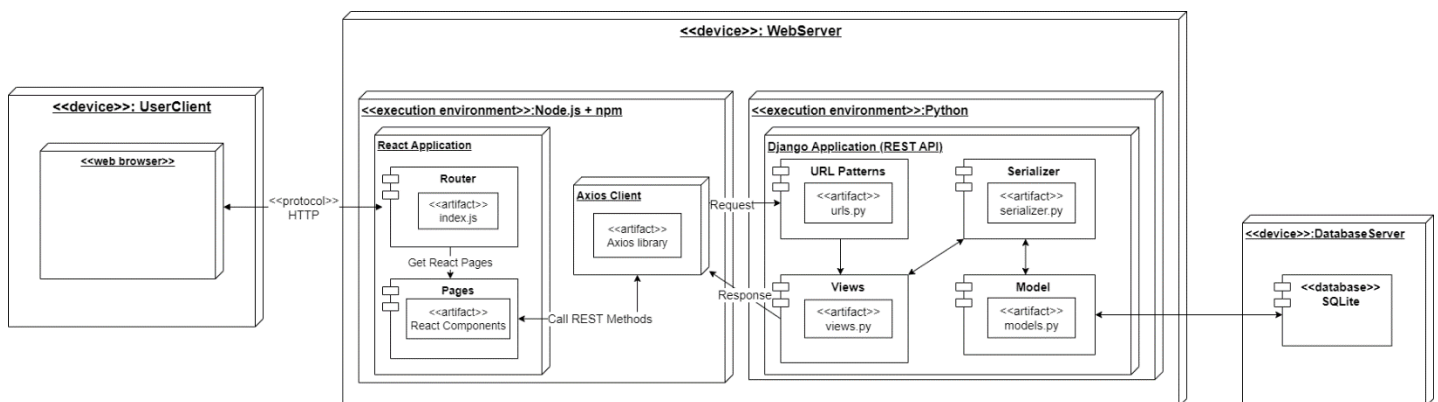 <<device>>: WebServer
<<device>>: UserClient
<<web browser>>
<<protocol>>
HTTP
<<execution environment>>:Node.js + npm
React Application
Router
<<artifact>>
index.js
Get React Pages
Pages
<<artifact>>
React Components
Call REST Methods
Axios Client
<<artifact>>
Axios library
Request
Response
<<execution environment>>:Python
Django Application (REST API)
URL Patterns
<<artifact>>
urls.py
Serializer
<<artifact>>
serializer.py
Views
<<artifact>>
views.py
Model
<<artifact>>
models.py
<<device>>:DatabaseServer
<<database>>
SQLite